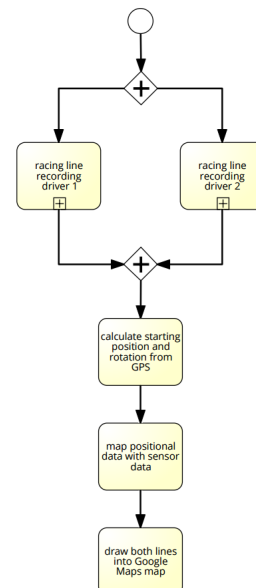 racing line
recording
driver 1
racing line
recording
driver 2
calculate starting
position and
rotation from
GPS
map positional
data with sensor
data
draw both lines
into Google
Maps map